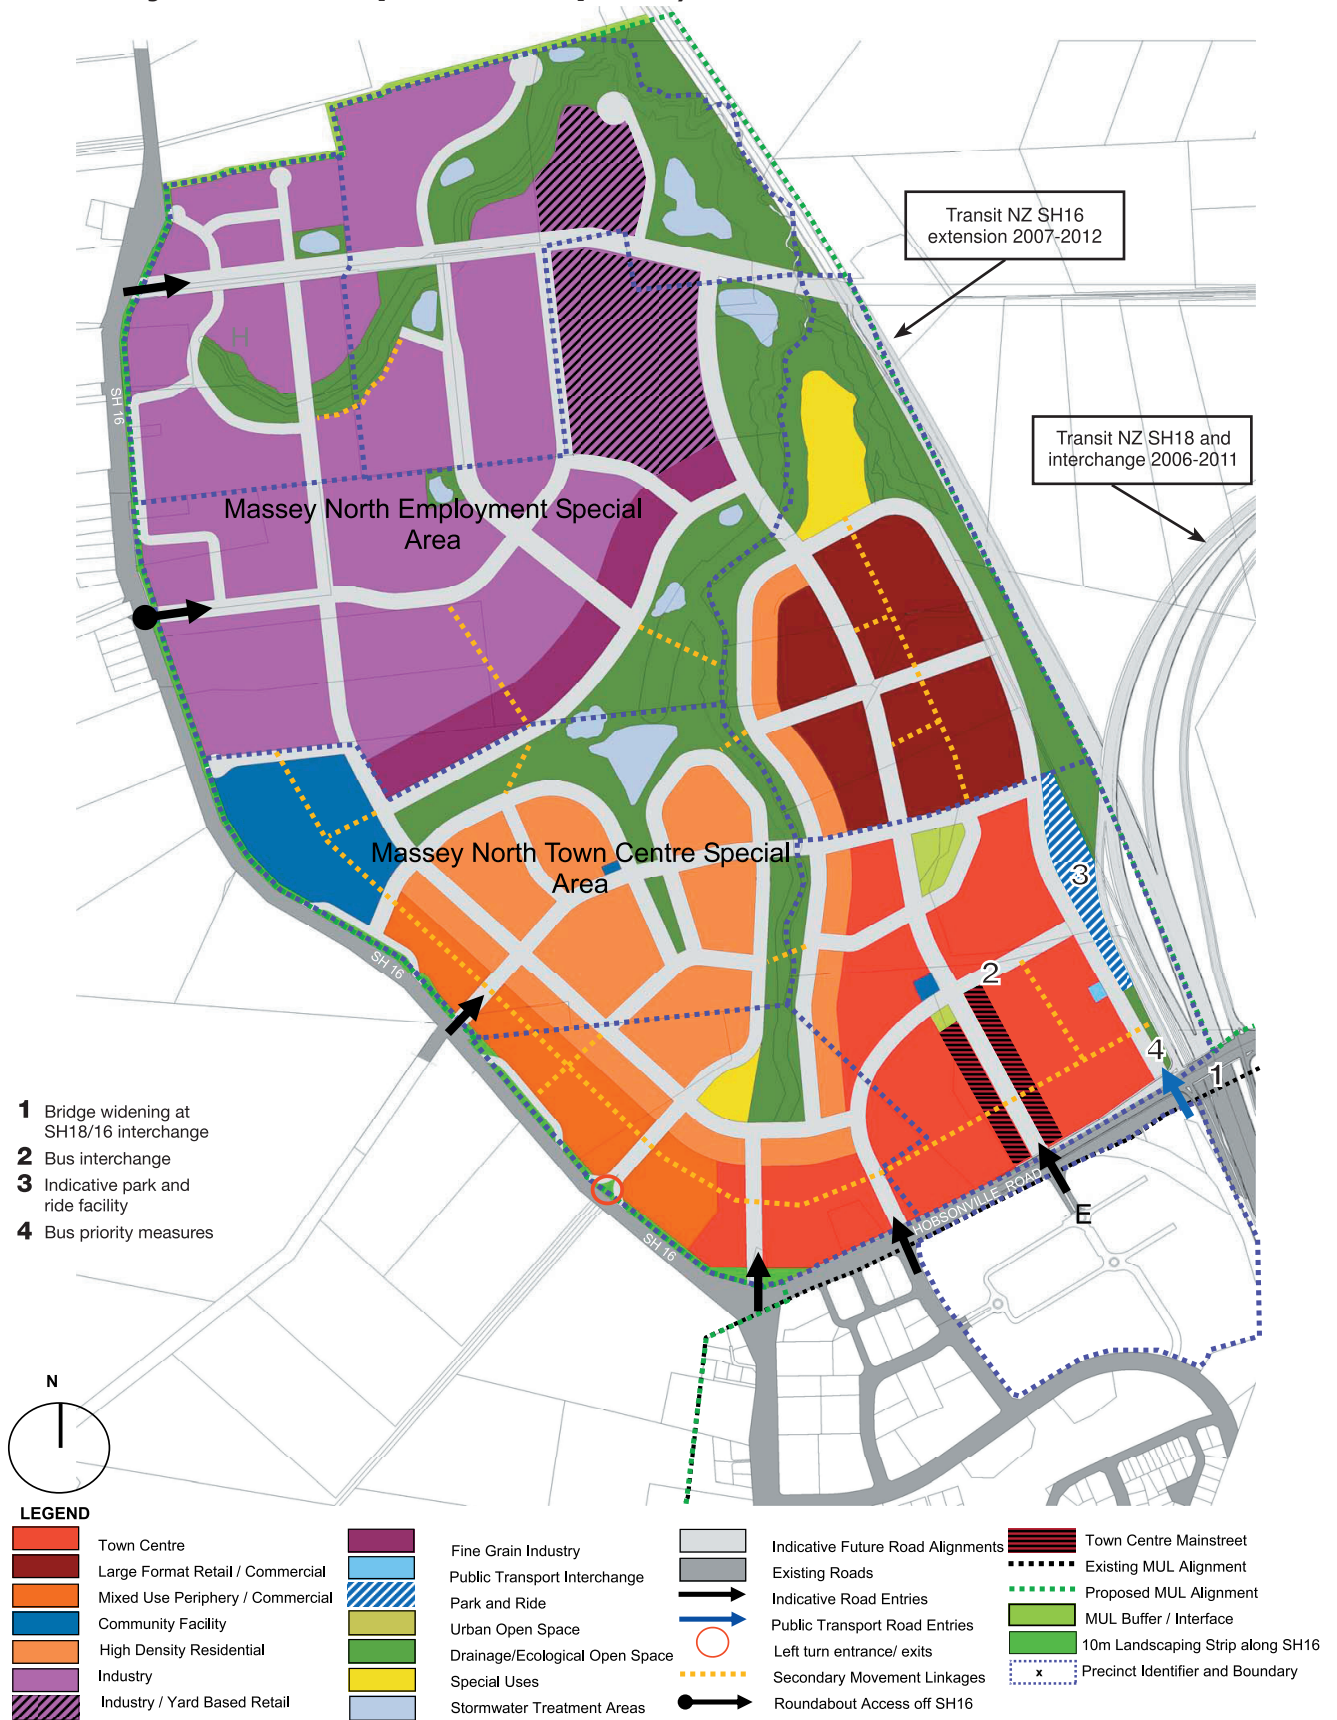 Transit NZ SH16
extension 2007-2012
H
SH 16
Transit NZ SH18 and
interchange 2006-2011
Massey North Employment Special
Area
Massey North Town Centre Special
Area
3
2
SH 16
4
1
1 Bridge widening at
SH18/16 interchange
2 Bus interchange
3 Indicative park and
ride facility
4 Bus priority measures
HOBSONVILLE ROAD
E
SH 16
N
LEGEND
Town Centre
Large Format Retail / Commercial
Mixed Use Periphery / Commercial
Community Facility
High Density Residential
Industry
Industry / Yard Based Retail
Fine Grain Industry
Public Transport Interchange
Park and Ride
Urban Open Space
Drainage/Ecological Open Space
Special Uses
Stormwater Treatment Areas
Indicative Future Road Alignments
Existing Roads
Indicative Road Entries
Public Transport Road Entries
Left turn entrance/ exits
Secondary Movement Linkages
Roundabout Access off SH16
Town Centre Mainstreet
Existing MUL Alignment
Proposed MUL Alignment
MUL Buffer / Interface
10m Landscaping Strip along SH16
x Precinct Identifier and Boundary